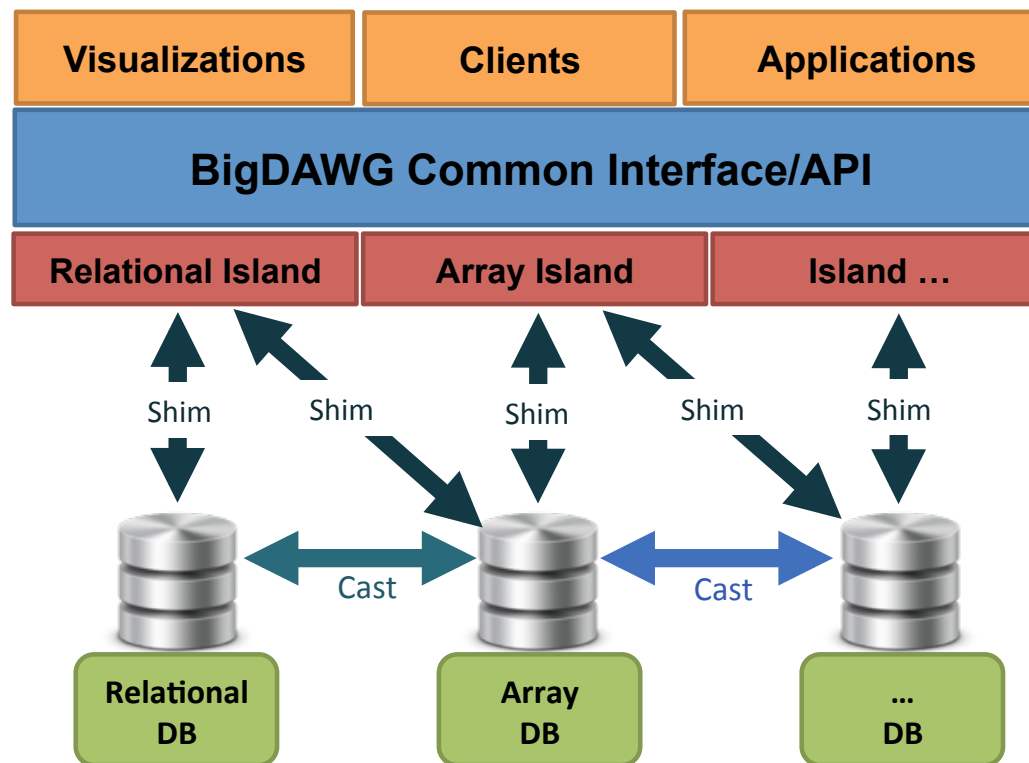 Visualizations
Clients
Applications
BigDAWG Common Interface/API
Relational Island
Array Island
Island …
Shim
Shim
Shim
Shim
Shim
Cast
Cast
Relational
DB
Array
DB
…
DB